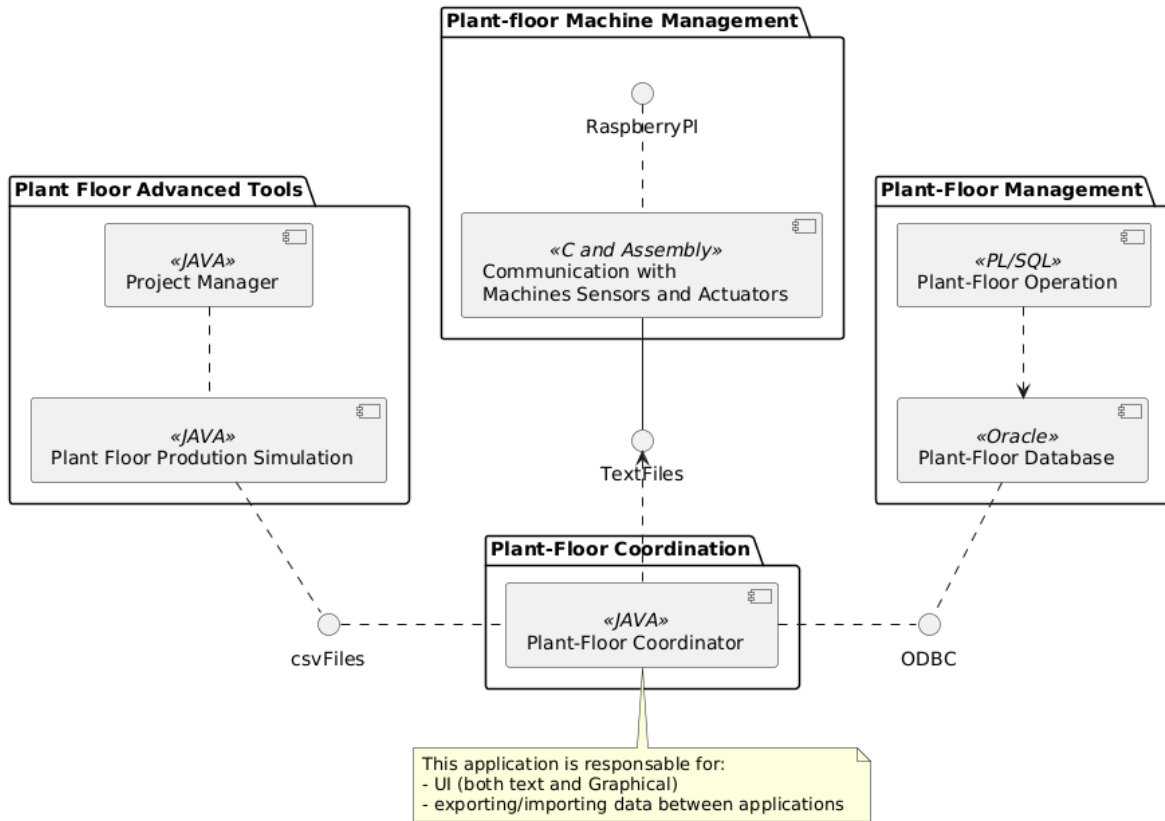 Plant-floor Machine Management
RaspberryPI
«C and Assembly»
Communication with
Machines Sensors and Actuators
Plant Floor Advanced Tools
«JAVA»
Project Manager
«JAVA»
Plant Floor Prodution Simulation
Plant-Floor Management
«PL/SQL»
Plant-Floor Operation
«Oracle»
Plant-Floor Database
TextFiles
Plant-Floor Coordination
«JAVA»
Plant-Floor Coordinator
csvFiles
ODBC
This application is responsable for:
- UI (both text and Graphical)
- exporting/importing data between applications